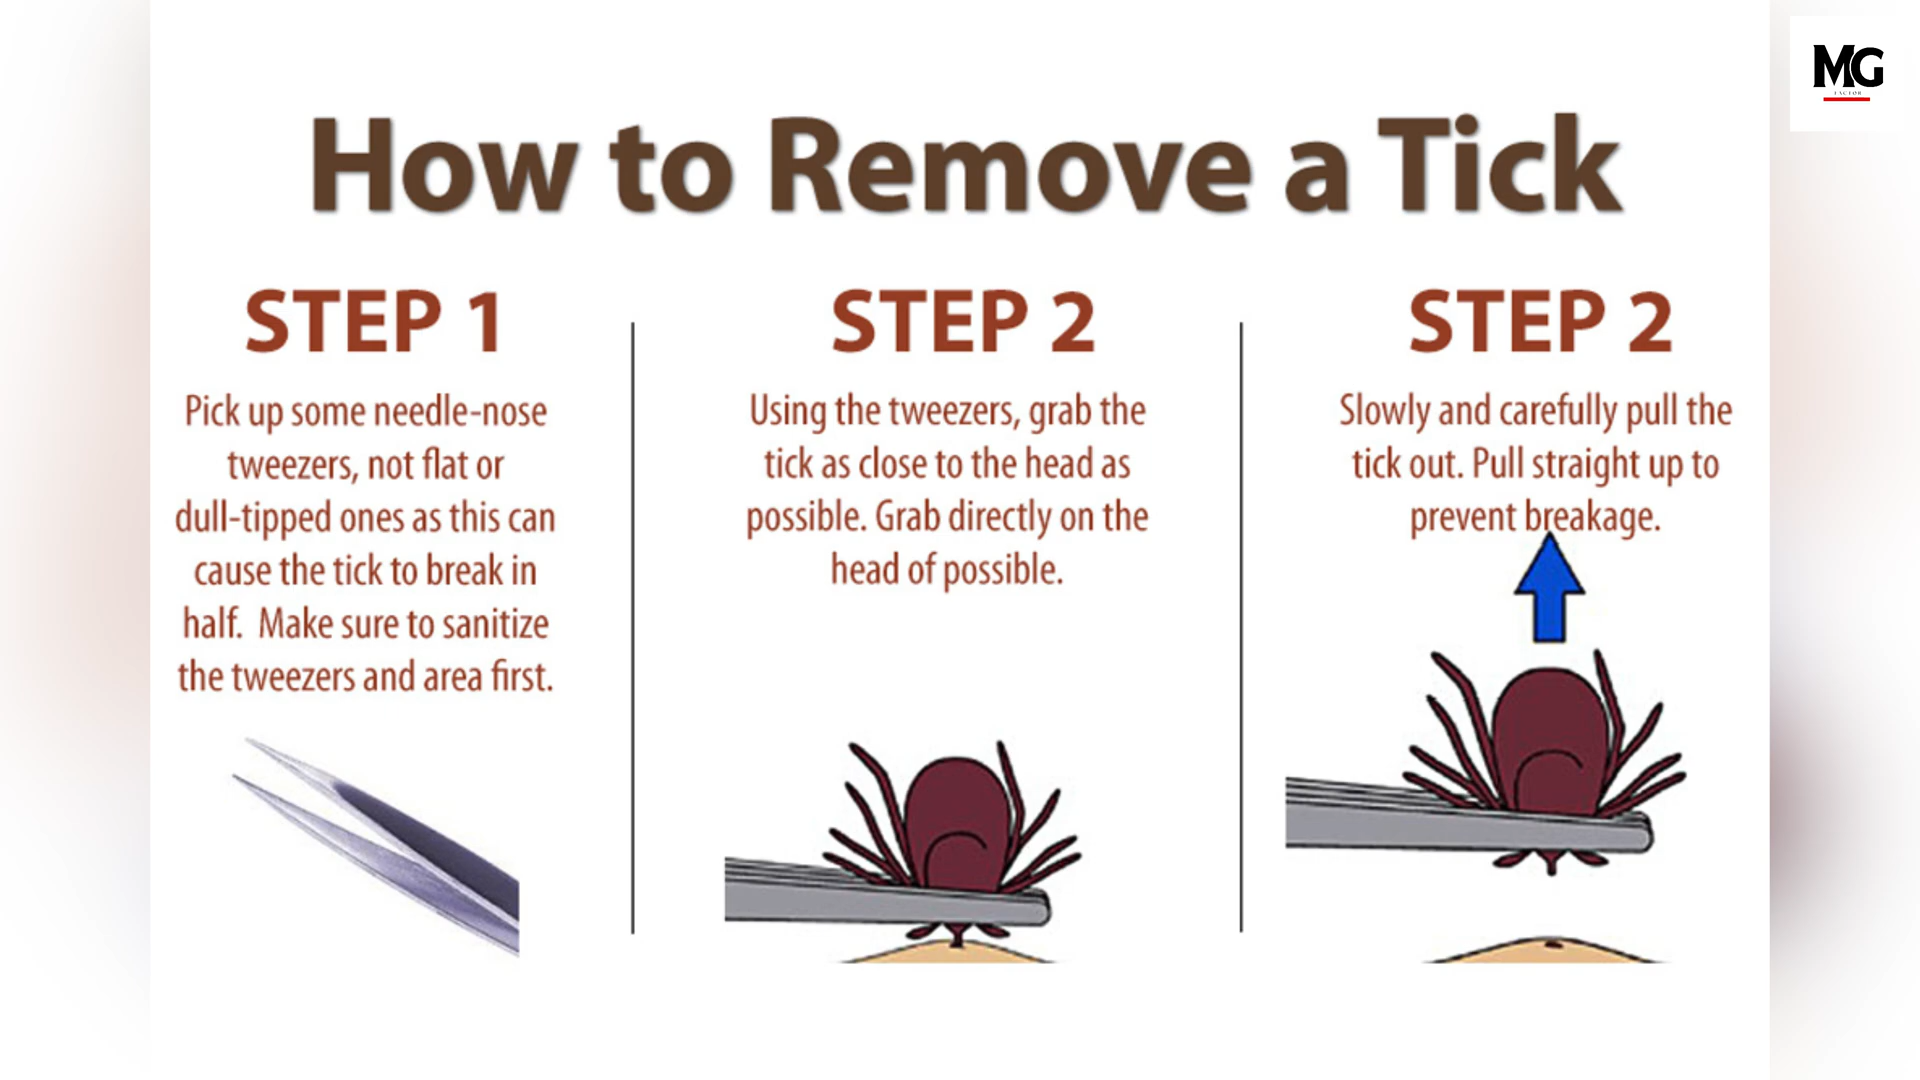 MG
FACTOR
How to Remove a Tick
STEP 1
Pick up some needle-nose
tweezers, not flat or
dull-tipped ones as this can
cause the tick to break in
half. Make sure to sanitize
the tweezers and area first.
STEP 2
Using the tweezers, grab the
tick as close to the head as
possible. Grab directly on the
head of possible.
STEP 2
Slowly and carefully pull the
tick out. Pull straight up to
prevent breakage.